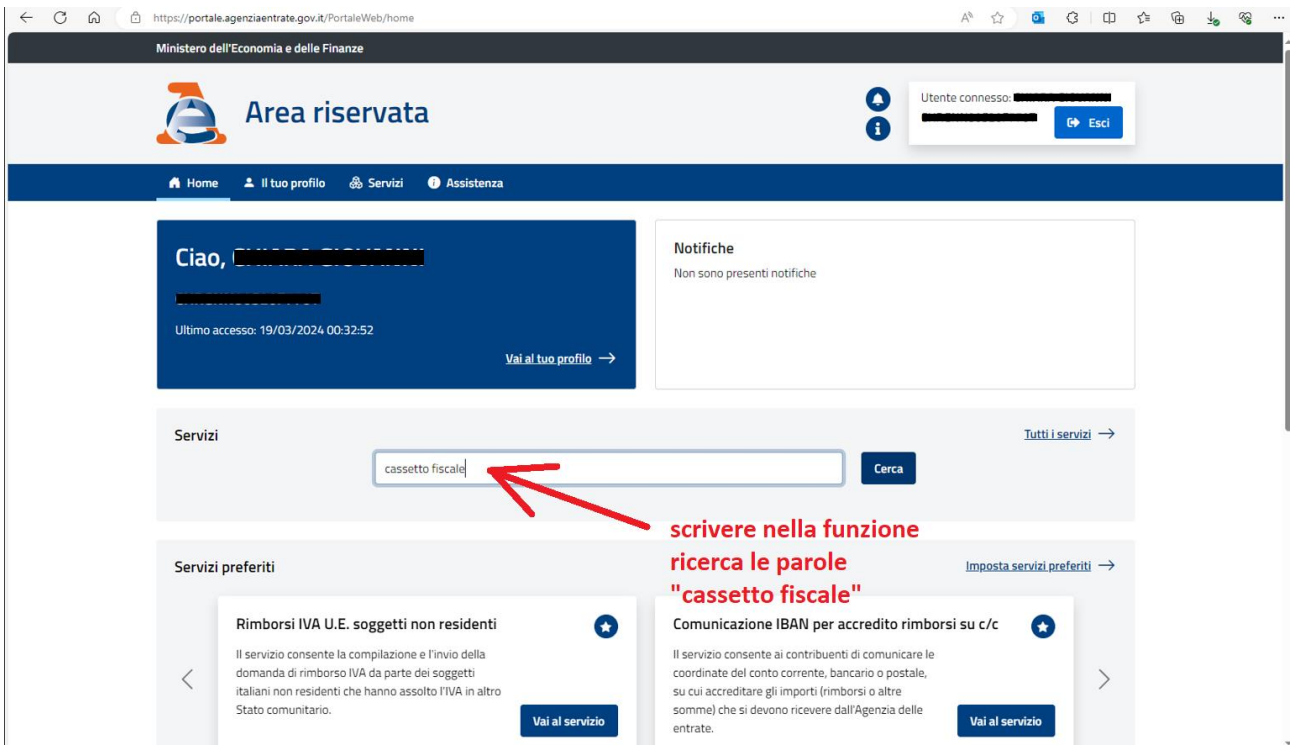 https://portale.agenziaentrate.gov.it/PortaleWeb/home
Ministero dell'Economia e delle Finanze
Area riservata
Utente connesso:
Esci
Home
Il tuo profilo
Servizi
Assistenza
Ciao,
Ultimo accesso: 19/03/2024 00:32:52
Vai al tuo profilo
Notifiche
Non sono presenti notifiche
Servizi
Tutti i servizi
cassetto fiscale
Cerca
scrivere nella funzione
ricerca le parole
"cassetto fiscale"
Servizi preferiti
Imposta servizi preferiti
Rimborsi IVA U.E. soggetti non residenti
Il servizio consente la compilazione e l'invio della
domanda di rimborso IVA da parte dei soggetti
italiani non residenti che hanno assolto l'IVA in altro
Stato comunitario.
Vai al servizio
Comunicazione IBAN per accredito rimborsi su c/c
Il servizio consente ai contribuenti di comunicare le
coordinate del conto corrente, bancario o postale,
su cui accreditare gli importi (rimborsi o altre
somme) che si devono ricevere dall'Agenzia delle
entrate.
Vai al servizio